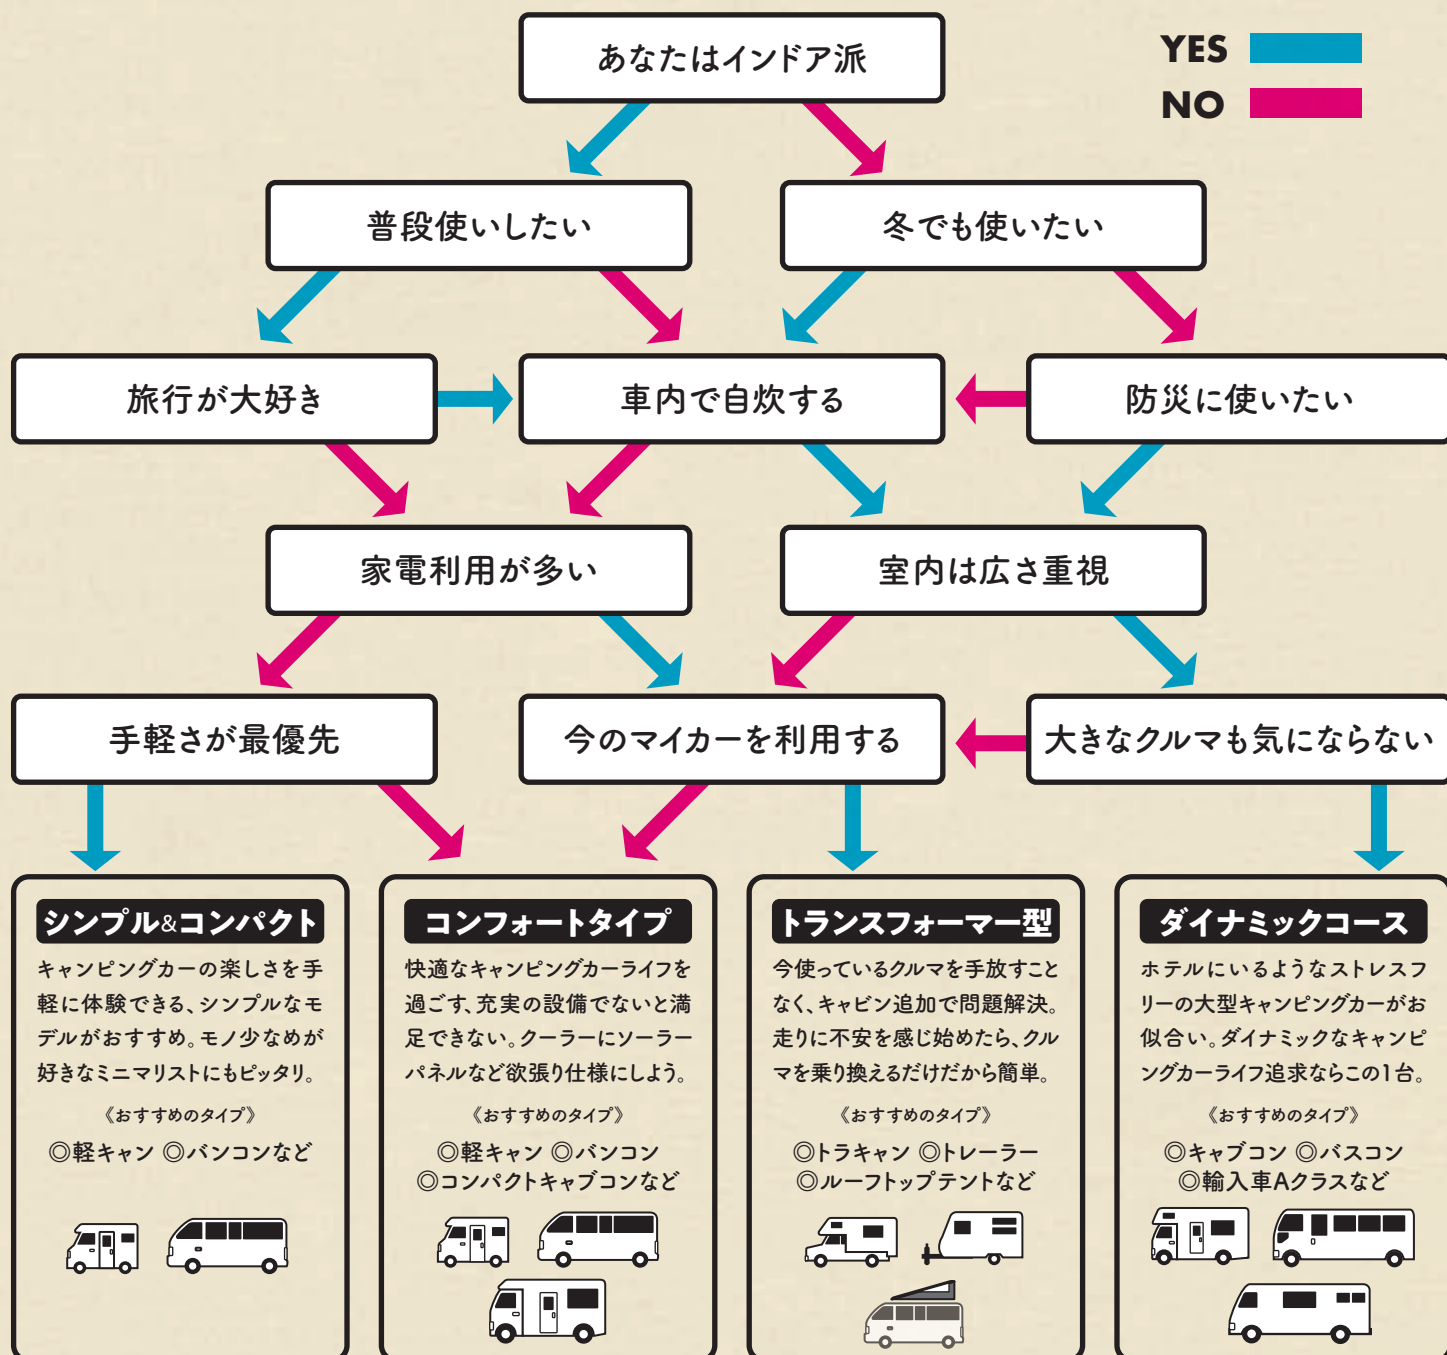 あなたはインドア派
YES
NO
普段使いしたい
冬でも使いたい
旅行が大好き
車内で自炊する
防災に使いたい
家電利用が多い
室内は広さ重視
手軽さが最優先
今のマイカーを利用する
大きなクルマも気にならない
シンプル&コンパクト
キャンピングカーの楽しさを手
軽に体験できる、シンプルなモ
デルがおすすめ。モノ少なめが
好きなミニマリストにもピッタリ。
《おすすめのタイプ》
◎軽キャン ◎バンコンなど
コンフォートタイプ
快適なキャンピングカーライフを
過ごす、充実の設備でないと満
足できない。クーラーにソーラー
パネルなど欲張り仕様にしよう。
《おすすめのタイプ》
◎軽キャン ◎バンコン
◎コンパクトキャブコンなど
トランスフォーマー型
今使っているクルマを手放すこと
なく、キャビン追加で問題解決。
走りに不安を感じ始めたら、クル
マを乗り換えるだけだから簡単。
《おすすめのタイプ》
◎トラキャン ◎トレーラー
◎ルーフトップテントなど
ダイナミックコース
ホテルにいるようなストレスフ
リーの大型キャンピングカーがお
似合い。ダイナミックなキャンピ
ングカーライフ追求ならこの1台。
《おすすめのタイプ》
◎キャブコン ◎バスコン
◎輸入車Aクラスなど